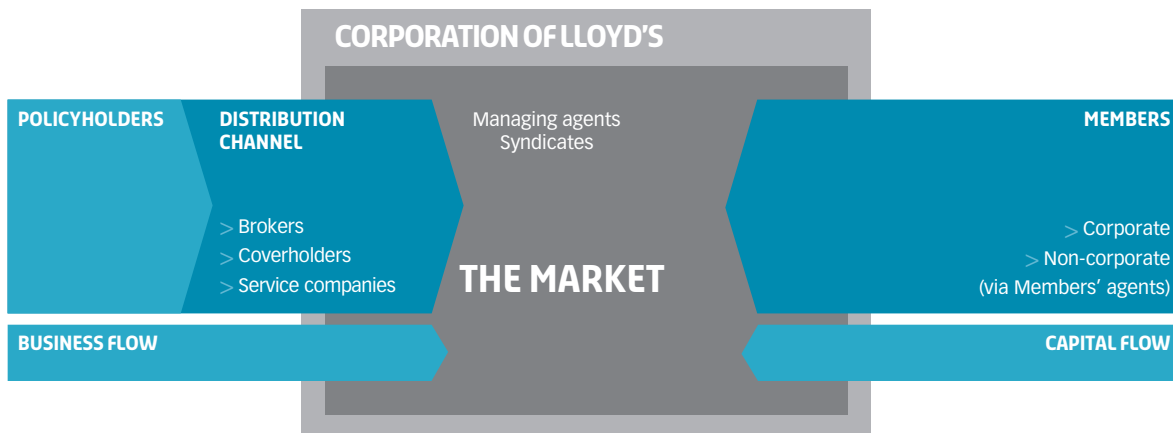 CORPORATION OF LLOYD'S
POLICYHOLDERS
DISTRIBUTION
CHANNEL
> Brokers
> Coverholders
> Service companies
Managing agents
Syndicates
THE MARKET
MEMBERS
> Corporate
> Non-corporate
(via Members' agents)
BUSINESS FLOW
CAPITAL FLOW